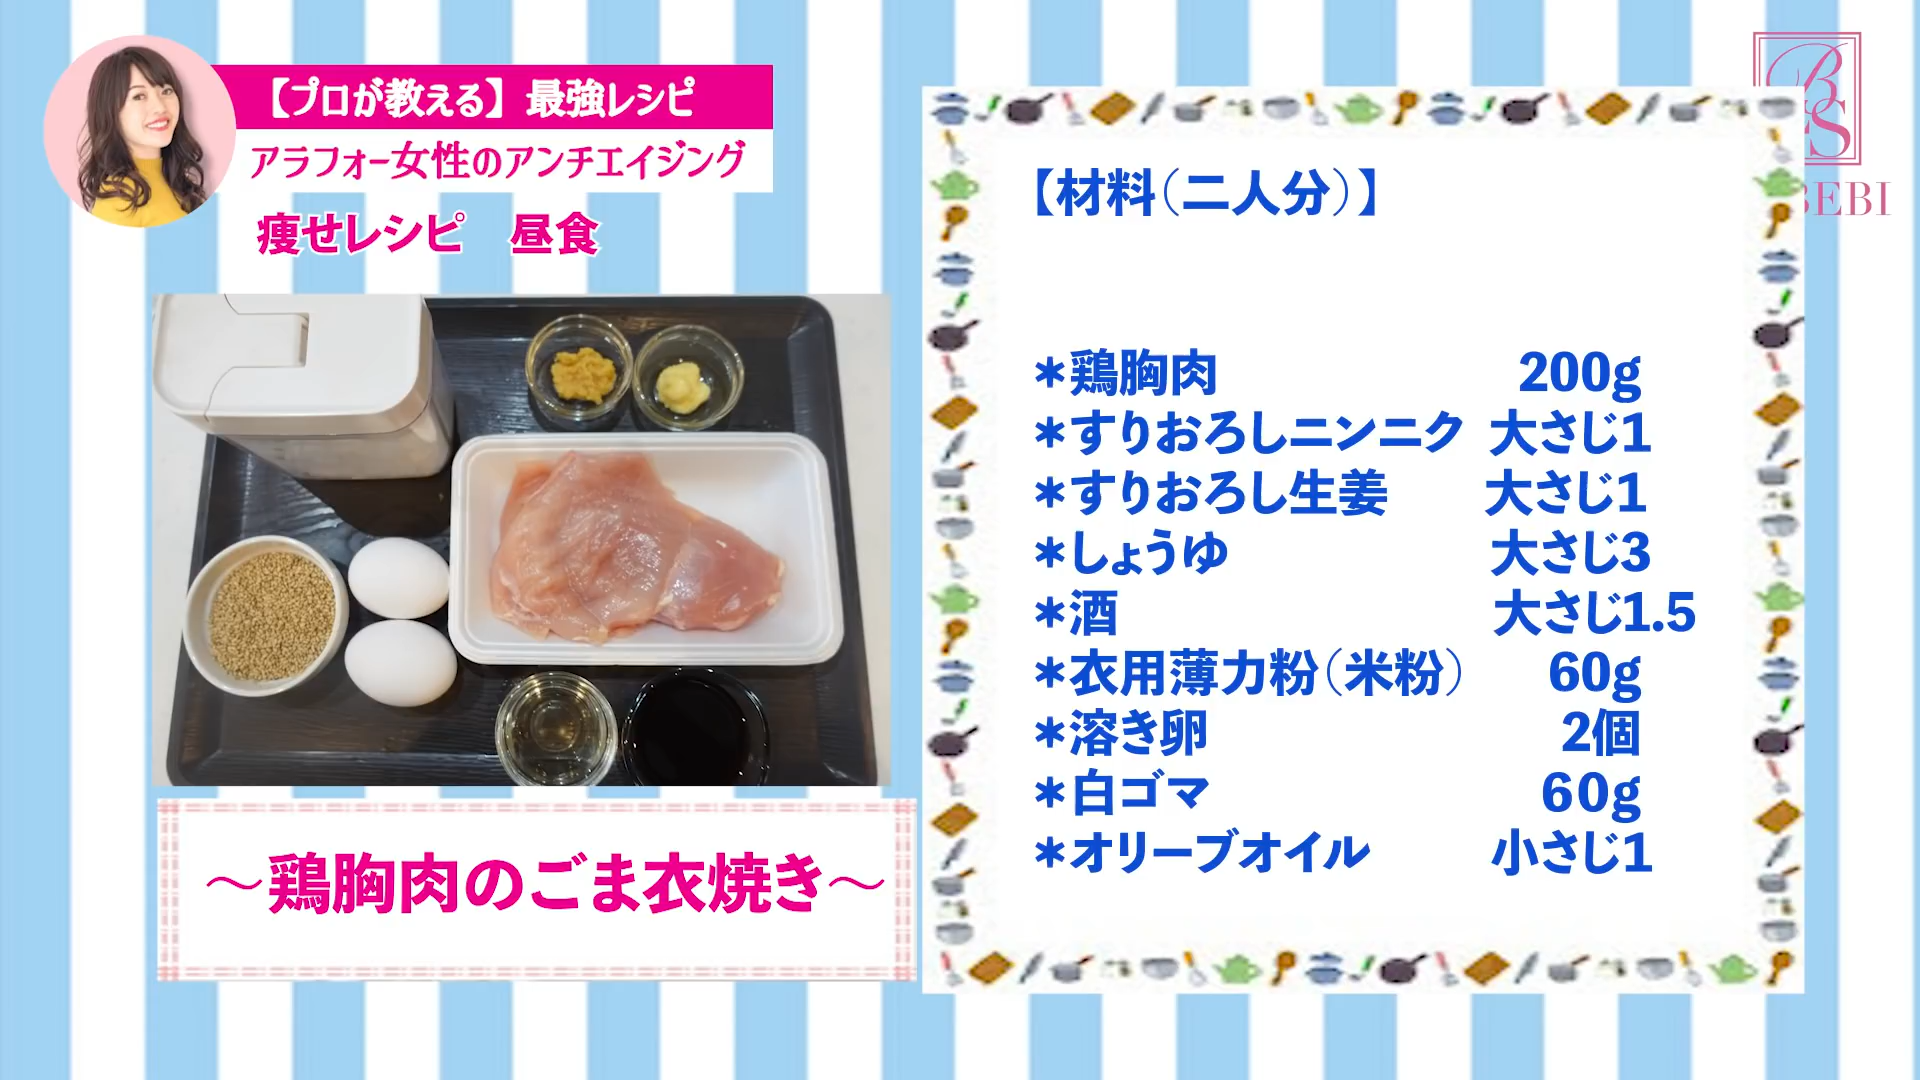 【プロが教える】最強レシピ
アラフォー女性のアンチエイジング
痩せレシピ　昼食
～鶏胸肉のごま衣焼き～
【材料（二人分）】
＊鶏胸肉 200g
＊すりおろしニンニク 大さじ1
＊すりおろし生姜 大さじ1
＊しょうゆ 大さじ3
＊酒 大さじ1.5
＊衣用薄力粉（米粉） 60g
＊溶き卵 2個
＊白ゴマ 60g
＊オリーブオイル 小さじ1